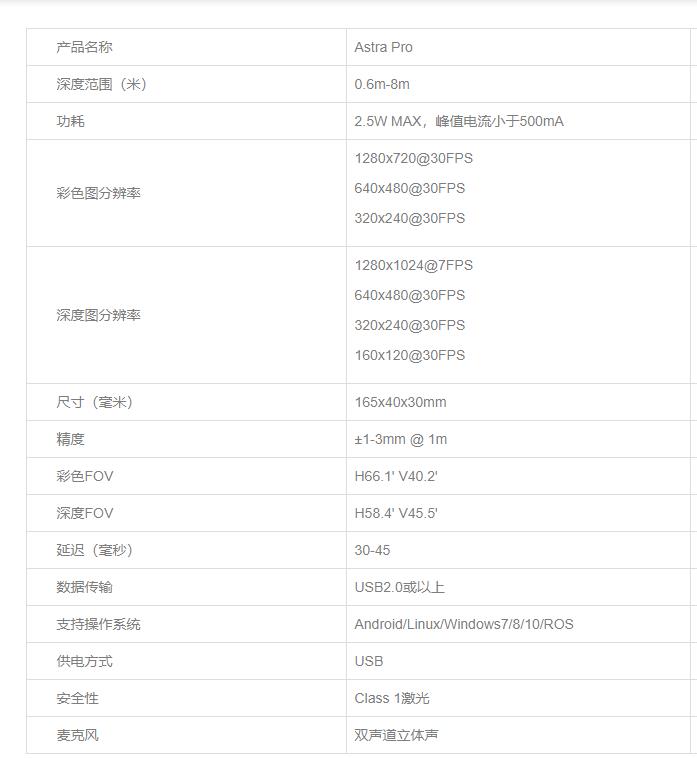 产品名称
Astra Pro
深度范围（米）
0.6m-8m
功耗
2.5W MAX，峰值电流小于500mA
彩色图分辨率
1280x720@30FPS
640x480@30FPS
320x240@30FPS
深度图分辨率
1280x1024@7FPS
640x480@30FPS
320x240@30FPS
160x120@30FPS
尺寸（毫米）
165x40x30mm
精度
±1-3mm @ 1m
彩色FOV
H66.1' V40.2'
深度FOV
H58.4' V45.5'
延迟（毫秒）
30-45
数据传输
USB2.0或以上
支持操作系统
Android/Linux/Windows7/8/10/ROS
供电方式
USB
安全性
Class 1激光
麦克风
双声道立体声